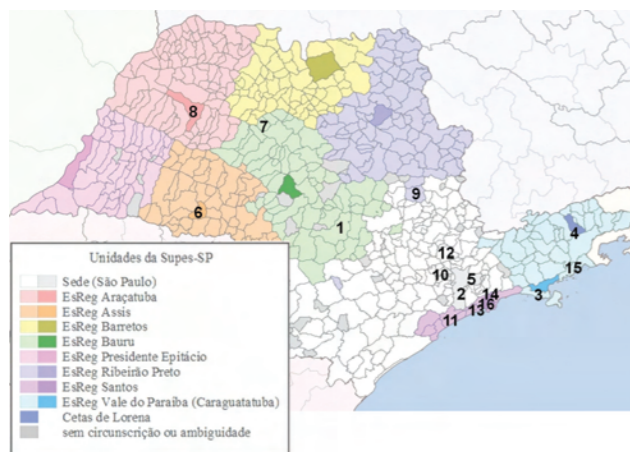 8
7
9
6
1
4
12
15
10
5
2
14
3
16
13
11
Unidades da Supes-SP
Sede (São Paulo)
EsReg Araçatuba
EsReg Assis
EsReg Barretos
EsReg Bauru
EsReg Presidente Epitácio
EsReg Ribeirão Preto
EsReg Santos
EsReg Vale do Paraíba (Caraguatatuba)
Cetas de Lorena
sem circunscrição ou ambiguidade